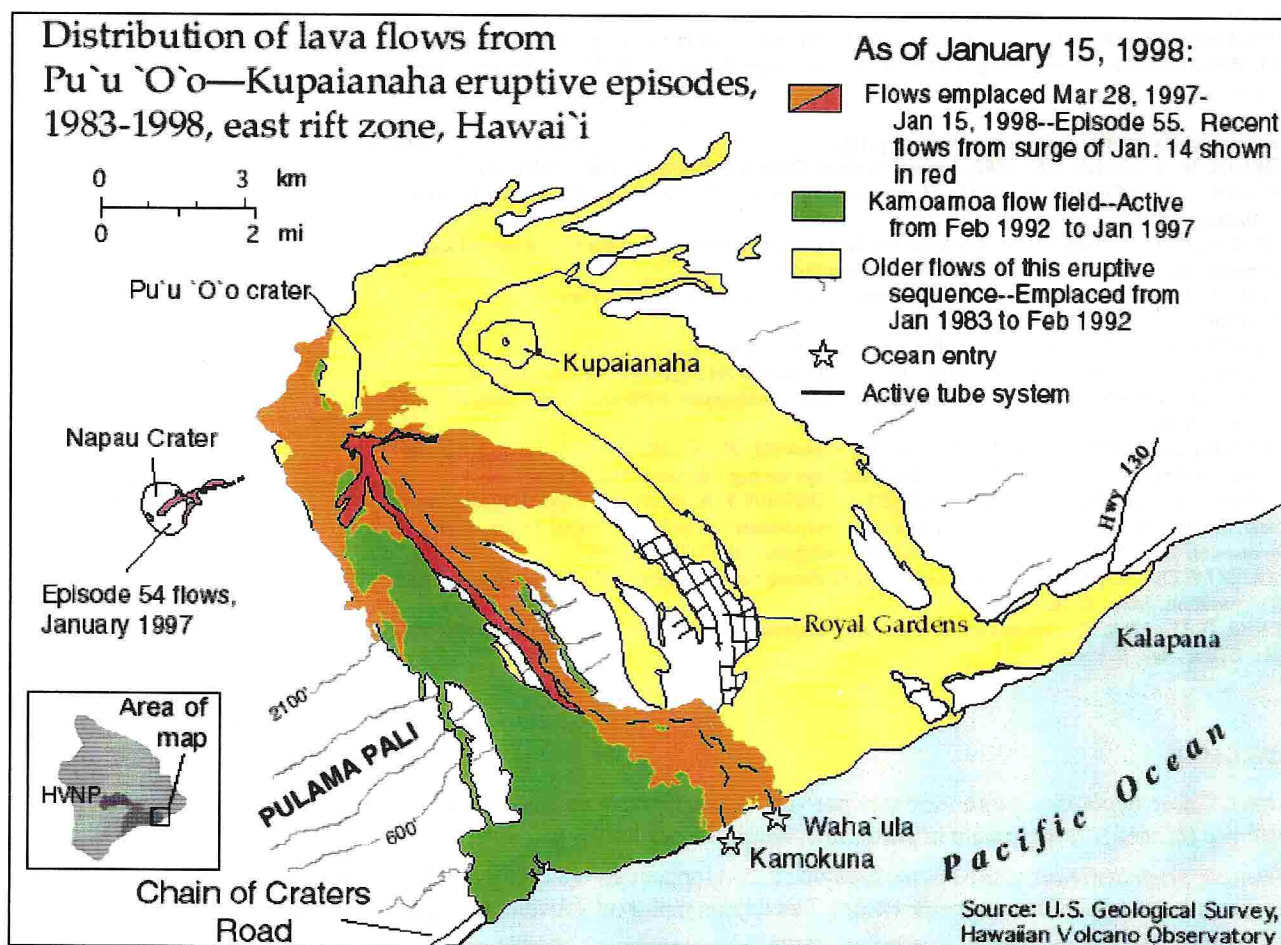 Distribution of lava flows from
Pu`u `O`o—Kupaianaha eruptive episodes,
1983-1998, east rift zone, Hawai`i
0 3 km
0 2 mi
As of January 15, 1998:
Flows emplaced Mar 28, 1997-
Jan 15, 1998--Episode 55. Recent
flows from surge of Jan. 14 shown
in red
Kamoamoa flow field--Active
from Feb 1992 to Jan 1997
Older flows of this eruptive
sequence--Emplaced from
Jan 1983 to Feb 1992
Ocean entry
Active tube system
Pu`u `O`o crater
Kupaianaha
Napau Crater
Hwy 130
Episode 54 flows,
January 1997
Royal Gardens
Kalapana
2100'
PULAMA PALI
600'
Area of
map
HVNP
Waha`ula
Kamokuna
Pacific Ocean
Chain of Craters
Road
Source: U.S. Geological Survey,
Hawaiian Volcano Observatory